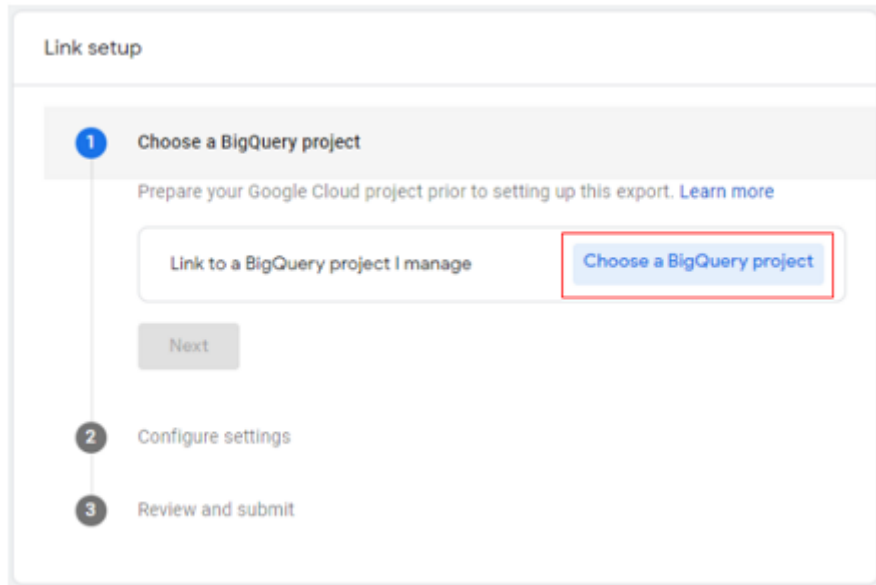 Link setup
1 Choose a BigQuery project
Prepare your Google Cloud project prior to setting up this export. Learn more
Link to a BigQuery project I manage Choose a BigQuery project
Next
2 Configure settings
3 Review and submit